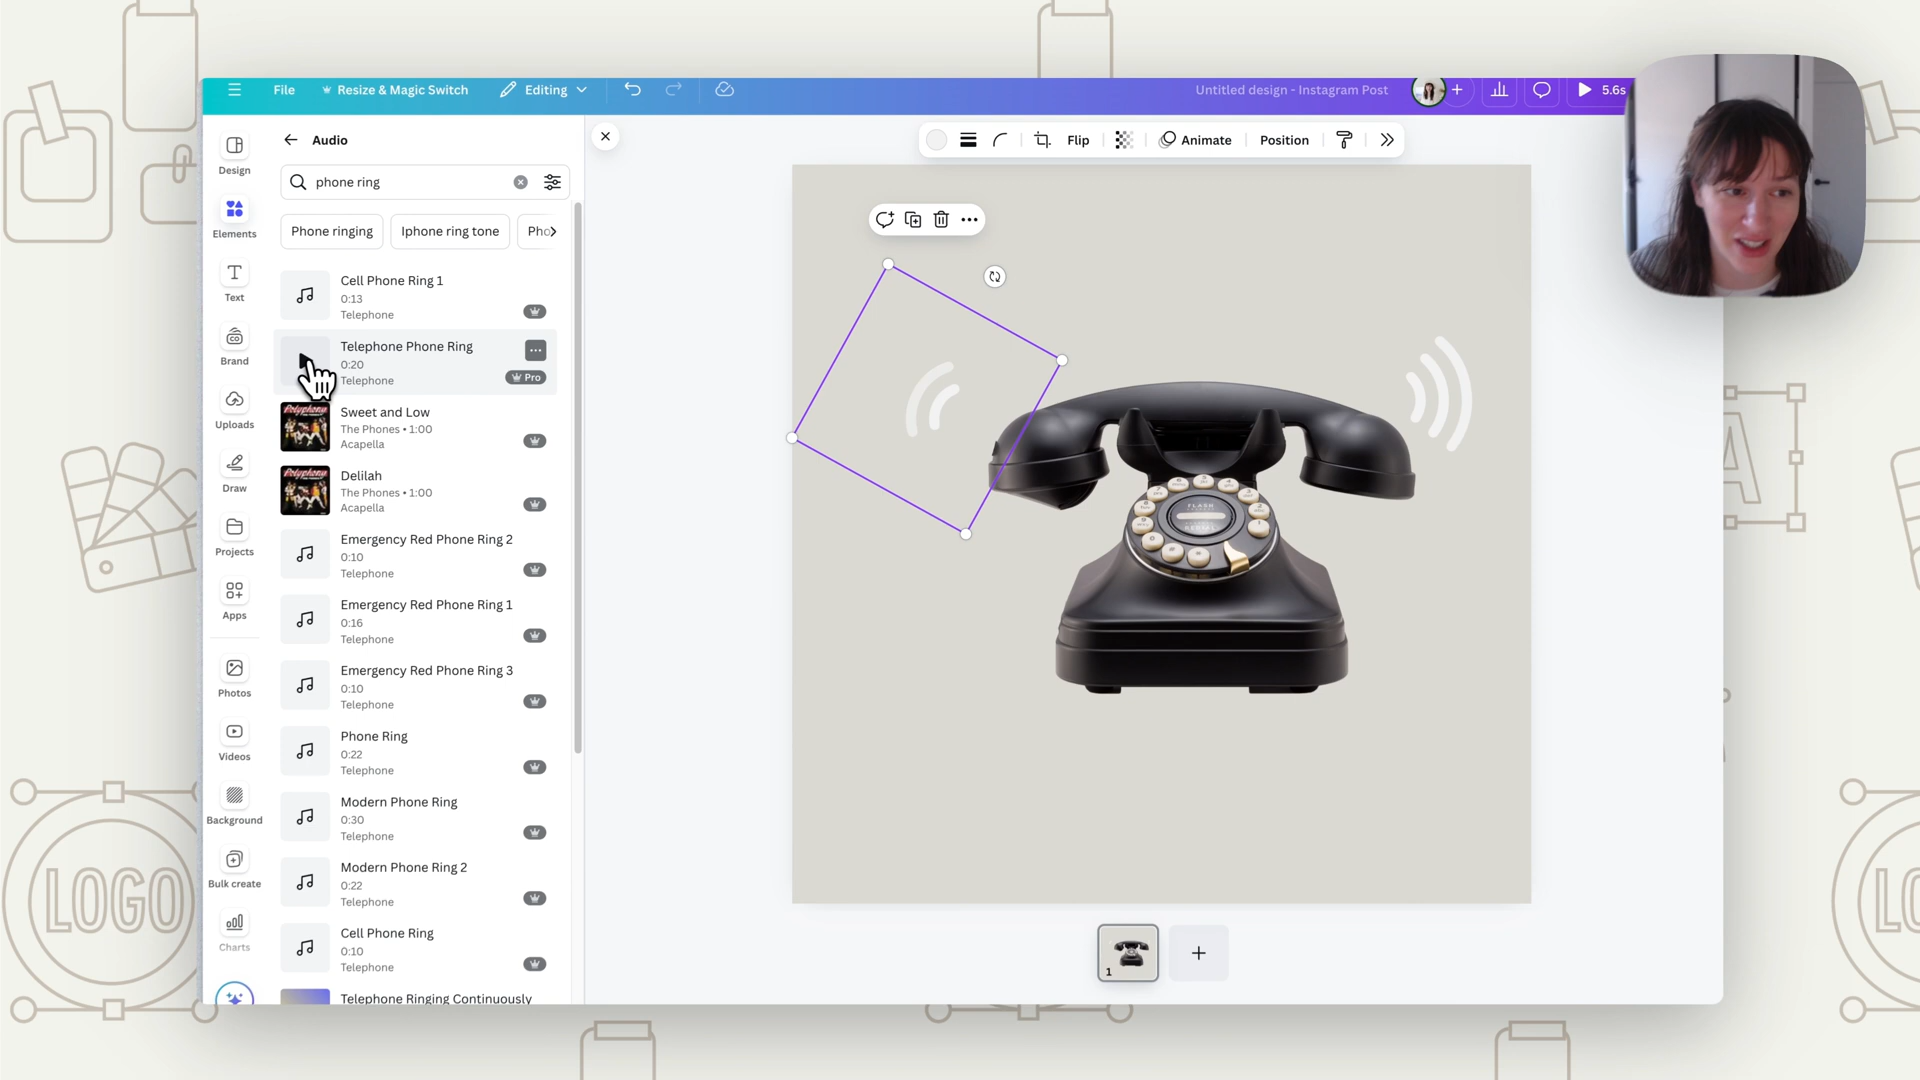 File
Resize & Magic Switch
Editing
Untitled design - Instagram Post
5.6s
Design
Elements
Text
Brand
Uploads
Draw
Projects
Apps
Photos
Videos
Background
Bulk create
Charts
Audio
phone ring
Phone ringing
Iphone ring tone
Pho
Cell Phone Ring 1
0:13
Telephone
Telephone Phone Ring
0:20
Telephone
Pro
Sweet and Low
The Phones • 1:00
Acapella
Delilah
The Phones • 1:00
Acapella
Emergency Red Phone Ring 2
0:10
Telephone
Emergency Red Phone Ring 1
0:16
Telephone
Emergency Red Phone Ring 3
0:10
Telephone
Phone Ring
0:22
Telephone
Modern Phone Ring
0:30
Telephone
Modern Phone Ring 2
0:22
Telephone
Cell Phone Ring
0:10
Telephone
Telephone Ringing Continuously
Flip
Animate
Position
FLASH
REDIAL
1
LOGO